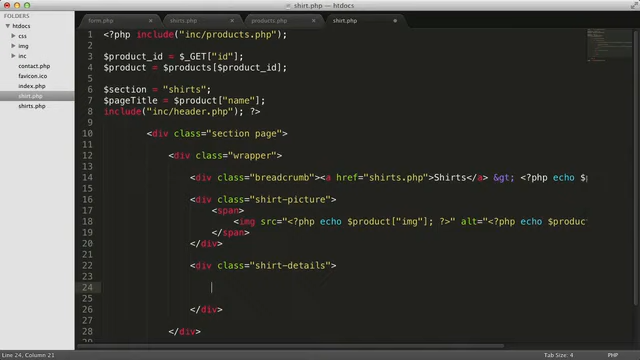 shirt.php — htdocs
FOLDERS
htdocs
css
img
inc
contact.php
favicon.ico
index.php
shirt.php
shirts.php
form.php
shirts.php
products.php
shirt.php
1 <?php include("inc/products.php");
2
3 $product_id = $_GET["id"];
4 $product = $products[$product_id];
5
6 $section = "shirts";
7 $pageTitle = $product["name"];
8 include("inc/header.php"); ?>
9
10 <div class="section page">
11
12 <div class="wrapper">
13
14 <div class="breadcrumb"><a href="shirts.php">Shirts</a> &gt; <?php echo $p
15
16 <div class="shirt-picture">
17 <span>
18 <img src="<?php echo $product["img"]; ?>" alt="<?php echo $product
19 </span>
20 </div>
21
22 <div class="shirt-details">
23
24
25
26 </div>
27
28 </div>
Line 24, Column 21
Tab Size: 4
PHP